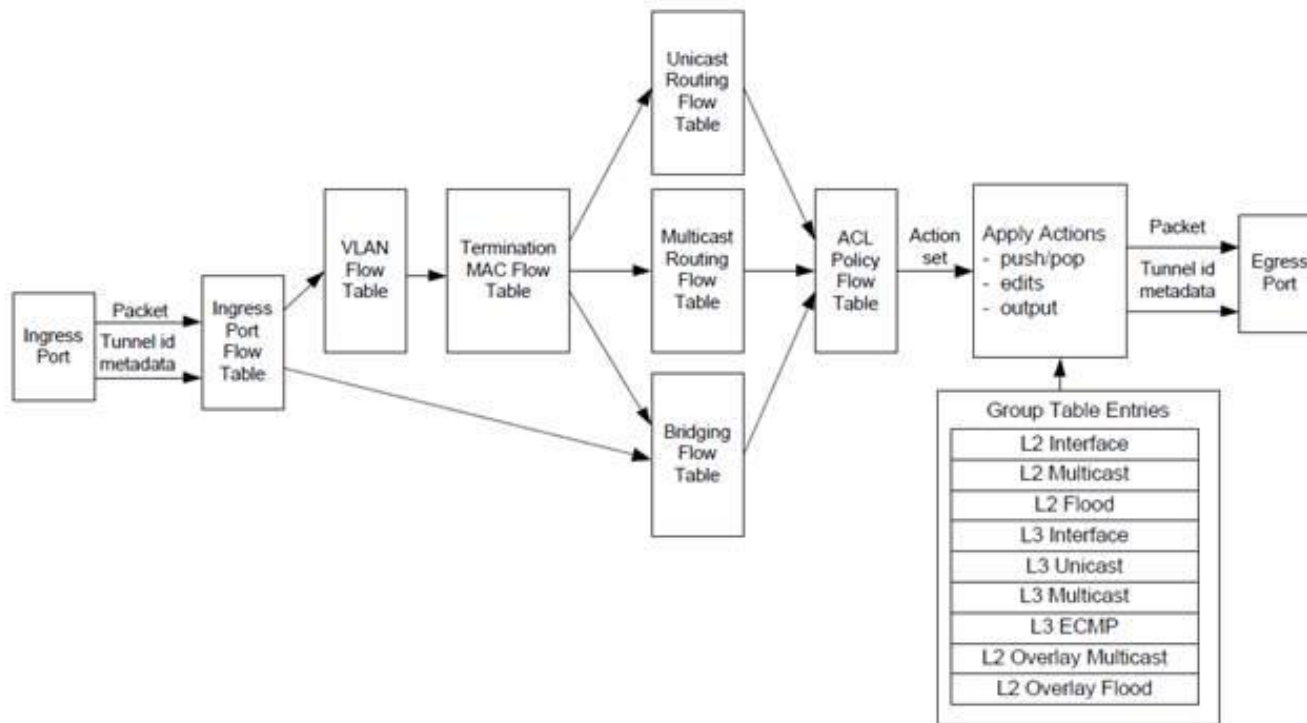 Ingress
Port
Packet
Tunnel id
metadata
Ingress
Port
Flow
Table
VLAN
Flow
Table
Termination
MAC Flow
Table
Unicast
Routing
Flow
Table
Multicast
Routing
Flow
Table
Bridging
Flow
Table
ACL
Policy
Flow
Table
Action
set
Apply Actions
- push/pop
- edits
- output
Packet
Tunnel id
metadata
Egress
Port
Group Table Entries
L2 Interface
L2 Multicast
L2 Flood
L3 Interface
L3 Unicast
L3 Multicast
L3 ECMP
L2 Overlay Multicast
L2 Overlay Flood